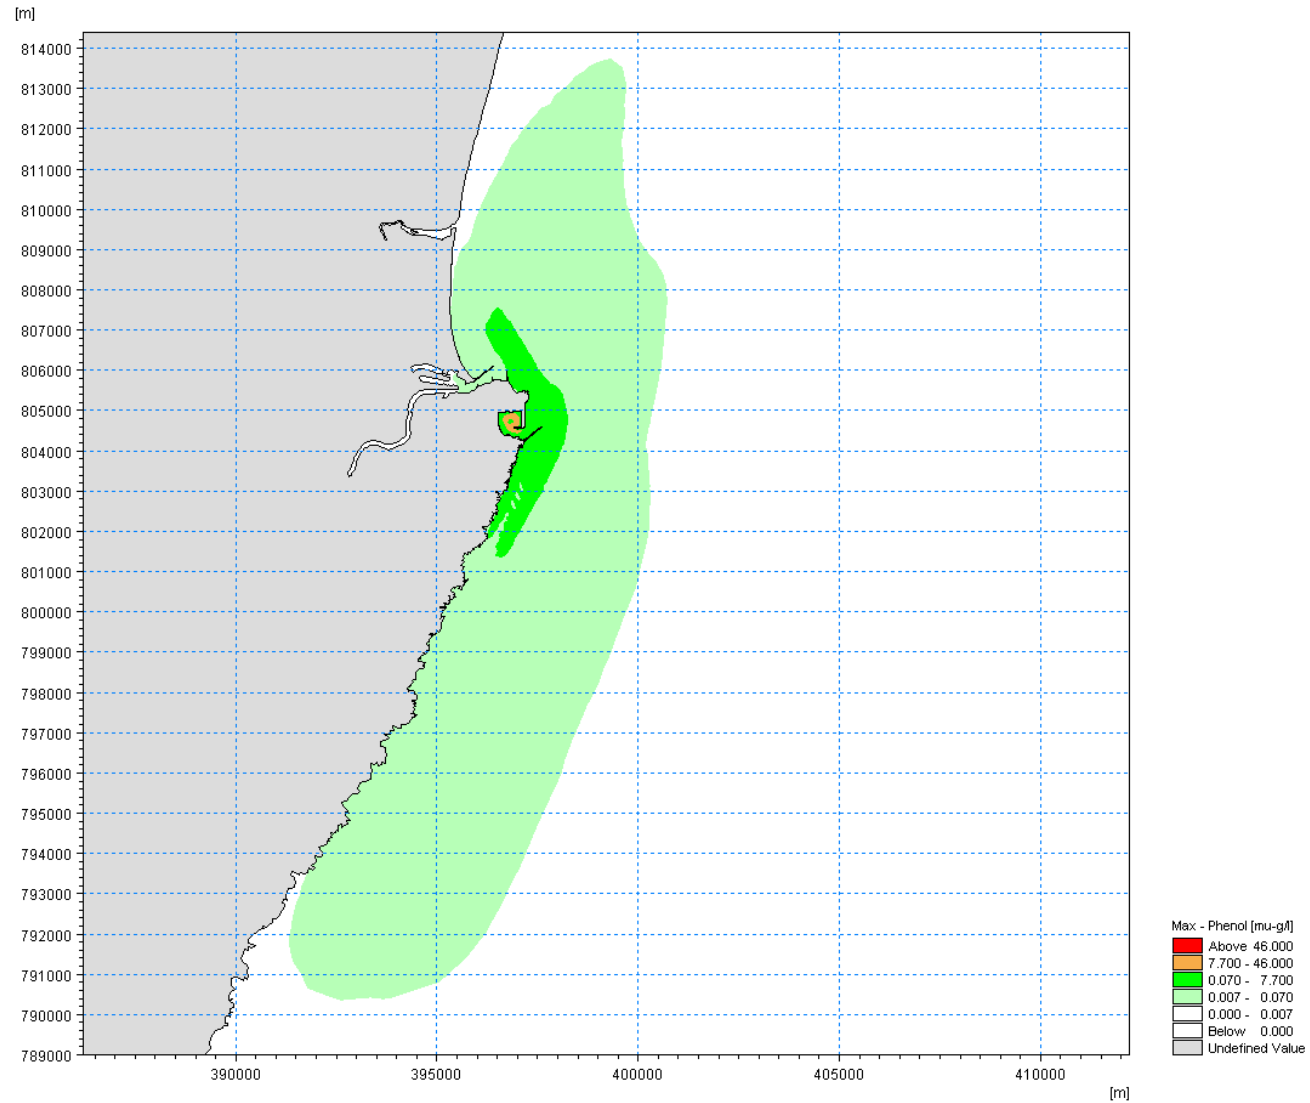 [m]
814000
813000
812000
811000
810000
809000
808000
807000
806000
805000
804000
803000
802000
801000
800000
799000
798000
797000
796000
795000
794000
793000
792000
791000
790000
789000
390000 395000 400000 405000 410000
[m]
Max - Phenol [mu-g/l]
Above 46.000
7.700 - 46.000
0.070 - 7.700
0.007 - 0.070
0.000 - 0.007
Below 0.000
Undefined Value